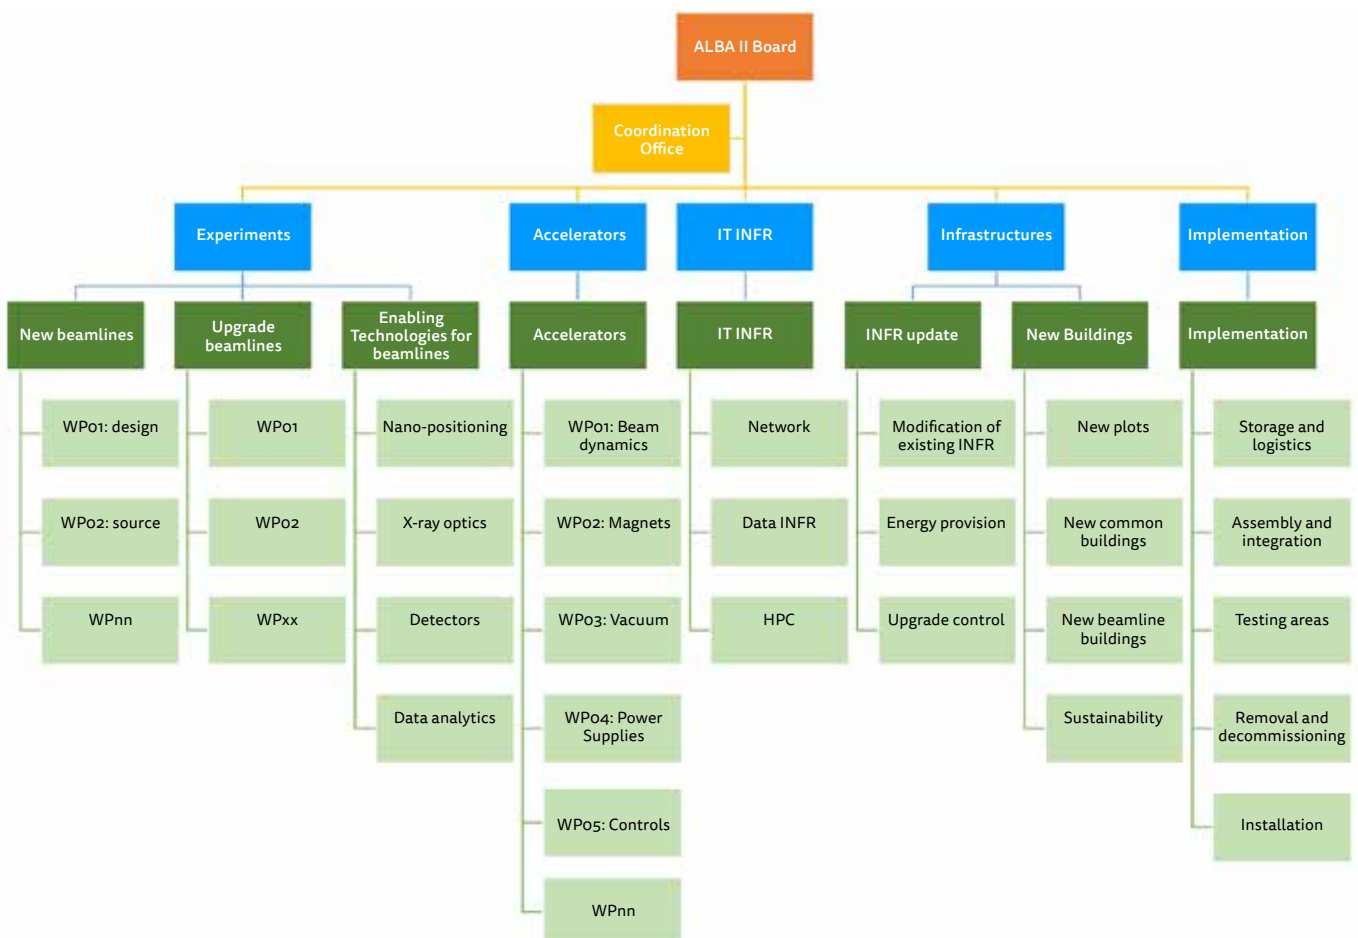 ALBA II Board
Coordination
Office
Experiments
Accelerators
IT INFR
Infrastructures
Implementation
New beamlines
Upgrade
beamlines
Enabling
Technologies for
beamlines
Accelerators
IT INFR
INFR update
New Buildings
Implementation
WP01: design
WP01
Nano-positioning
WP01: Beam
dynamics
Network
Modification of
existing INFR
New plots
Storage and
logistics
WP02: source
WP02
X-ray optics
WP02: Magnets
Data INFR
Energy provision
New common
buildings
Assembly and
integration
WPnn
WPxx
Detectors
WP03: Vacuum
HPC
Upgrade control
New beamline
buildings
Testing areas
Data analytics
WP04: Power
Supplies
Sustainability
Removal and
decommissioning
WP05: Controls
Installation
WPnn